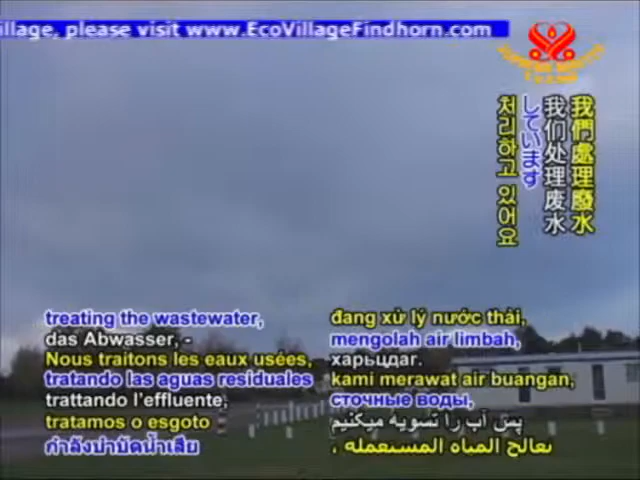 illage, please visit www.EcoVillageFindhorn.com
SUPREME MASTER
我們處理廢水
我们处理废水
しています
처리하고 있어요
treating the wastewater,
das Abwasser, -
Nous traitons les eaux usées,
tratando las aguas residuales
trattando l'effluente,
tratamos o esgoto
กำลังบำบัดน้ำเสีย
đang xử lý nước thải,
mengolah air limbah,
харьцдаг.
kami merawat air buangan,
сточные воды,
پس آب را تسویه میکنیم
نعالج المياه المستعمله ،